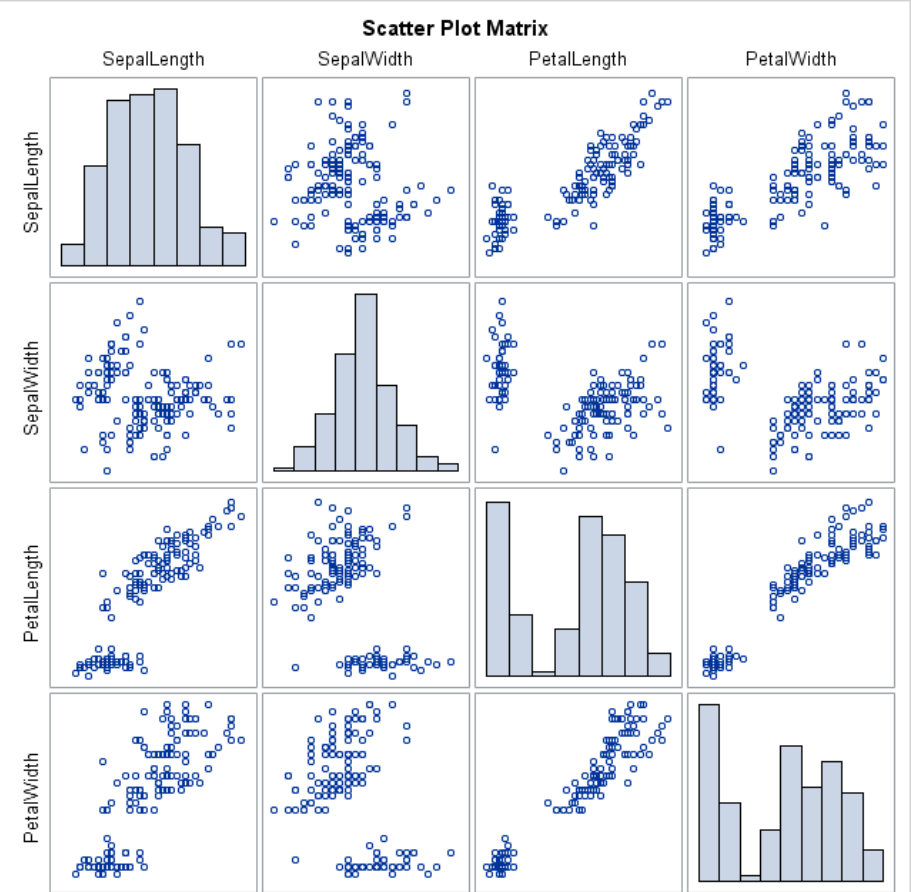 Scatter Plot Matrix
SepalLength SepalWidth PetalLength PetalWidth
SepalLength
SepalWidth
PetalLength
PetalWidth